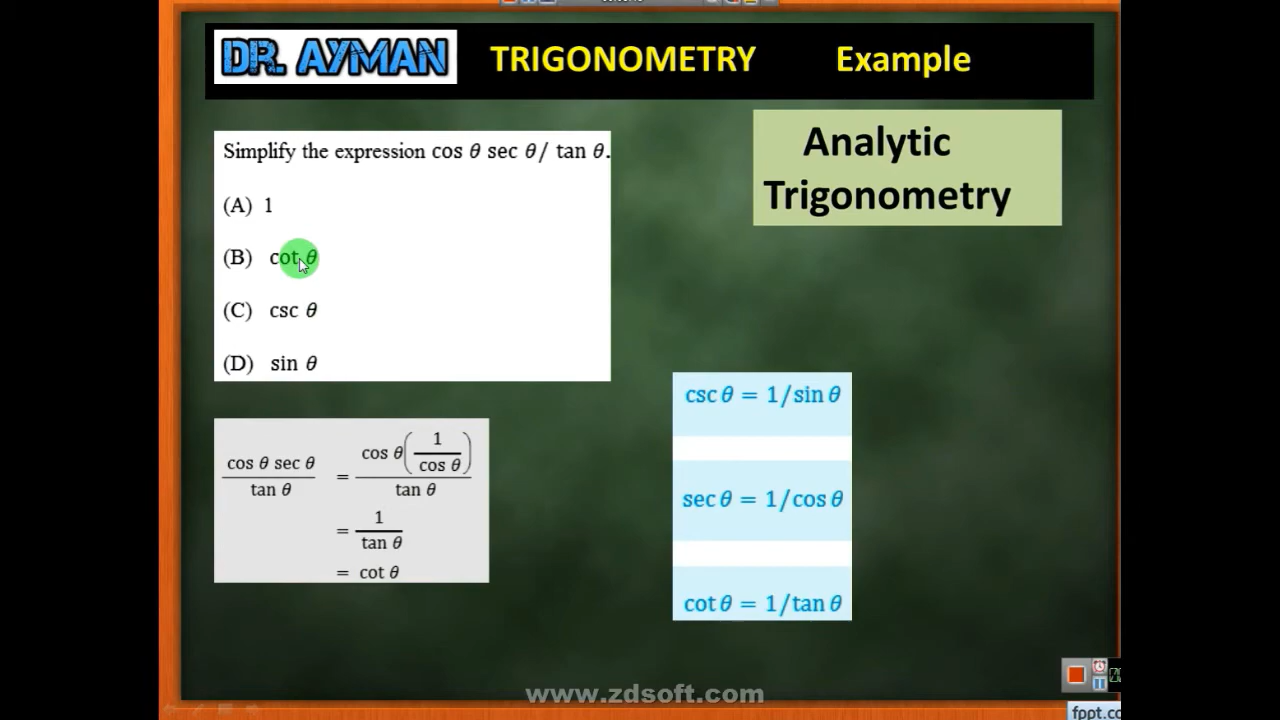 DR. AYMAN
TRIGONOMETRY Example
Analytic
Trigonometry
Simplify the expression cos θ sec θ/ tan θ.
(A) 1
(B) cot θ
(C) csc θ
(D) sin θ
cos θ sec θ / tan θ = cos θ(1/cos θ) / tan θ
= 1/tan θ
= cot θ
csc θ = 1/sin θ
sec θ = 1/cos θ
cot θ = 1/tan θ
www.zdsoft.com
fppt.co